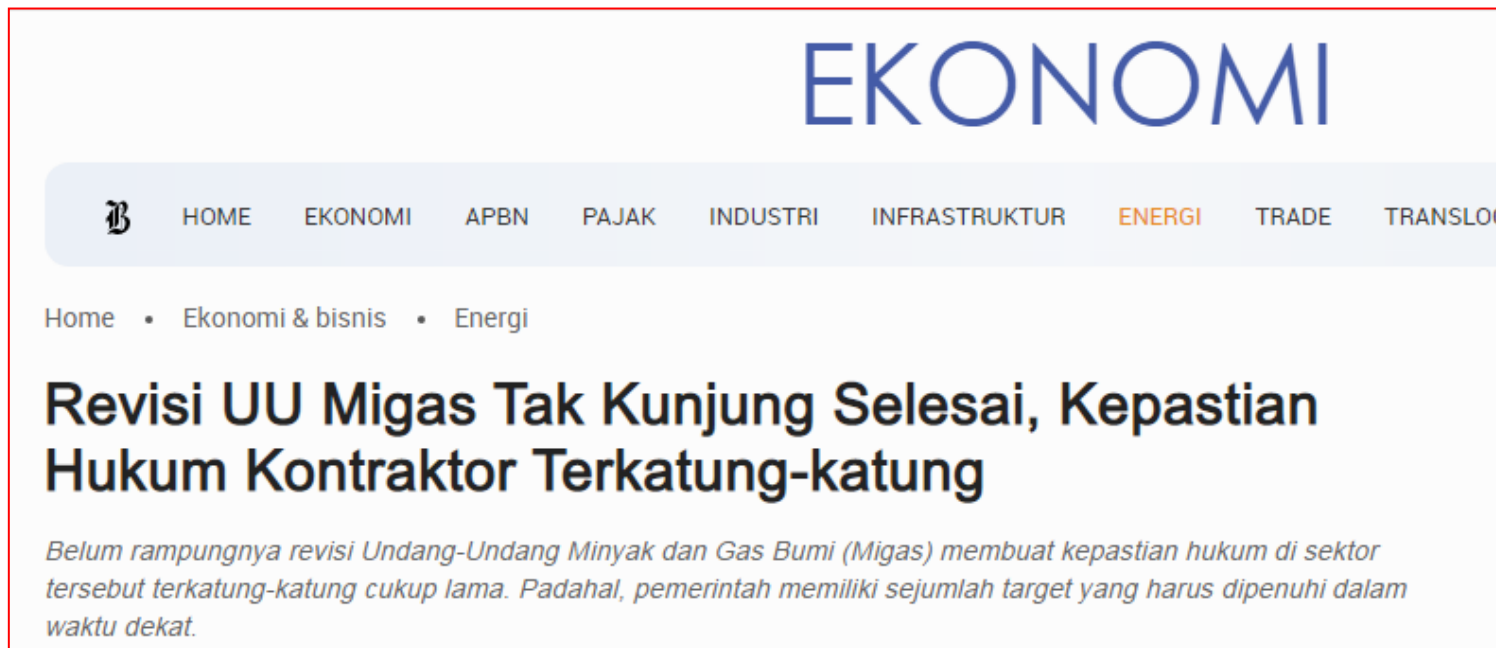 EKONOMI
B HOME EKONOMI APBN PAJAK INDUSTRI INFRASTRUKTUR ENERGI TRADE
Home • Ekonomi & bisnis • Energi
Revisi UU Migas Tak Kunjung Selesai, Kepastian
Hukum Kontraktor Terkatung-katung
Belum rampungnya revisi Undang-Undang Minyak dan Gas Bumi (Migas) membuat kepastian hukum di sektor
tersebut terkatung-katung cukup lama. Padahal, pemerintah memiliki sejumlah target yang harus dipenuhi dalam
waktu dekat.